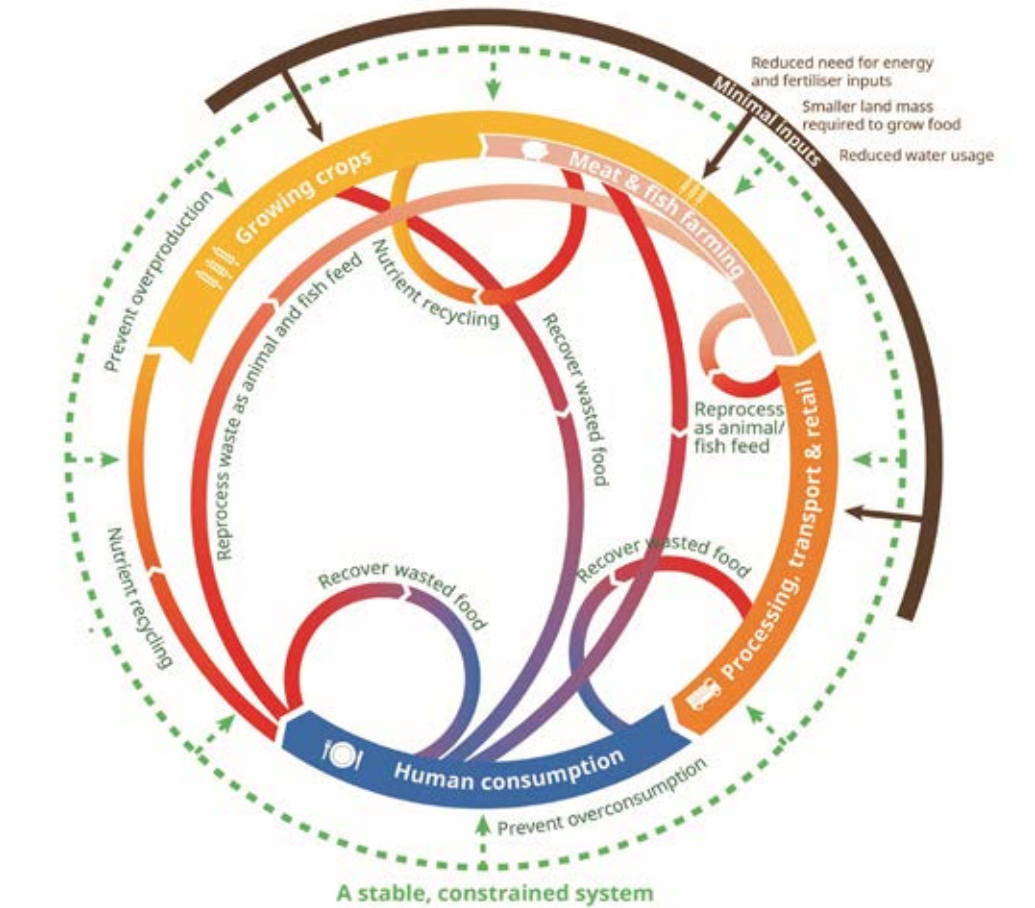 Reduced need for energy
and fertiliser inputs
Smaller land mass
required to grow food
Reduced water usage
Minimal inputs
Growing crops
Meat & fish farming
Prevent overproduction
Nutrient recycling
Reprocess waste as animal and fish feed
Recover wasted food
Reprocess
as animal/
fish feed
Processing, transport & retail
Nutrient recycling
Recover wasted food
Recover wasted food
Human consumption
Prevent overconsumption
A stable, constrained system